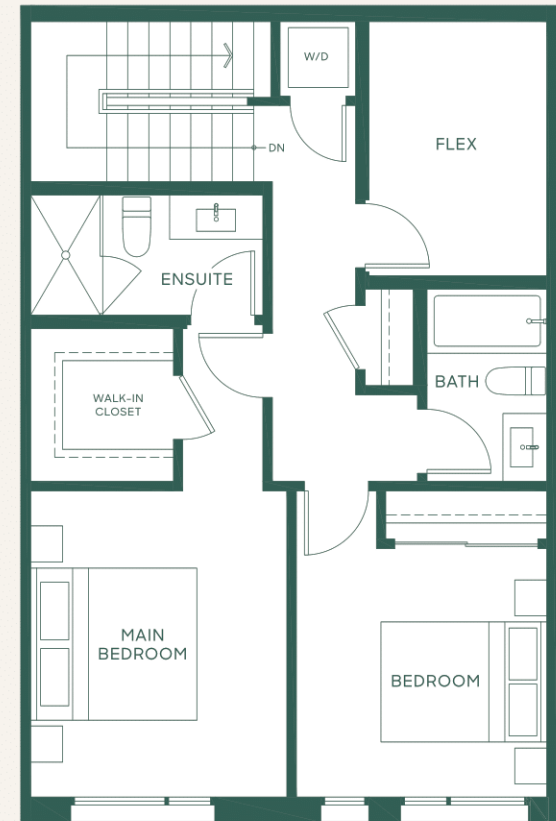 W/D
FLEX
DN
ENSUITE
WALK-IN
CLOSET
BATH
MAIN
BEDROOM
BEDROOM